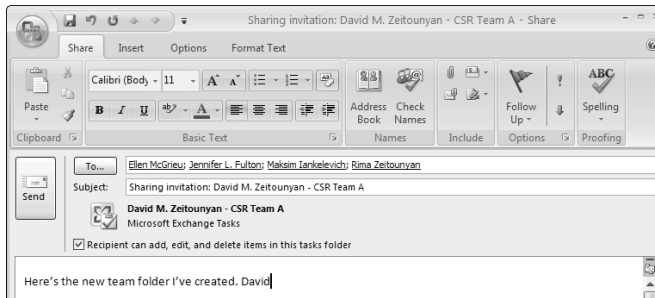 Sharing invitation: David M. Zeitounyan - CSR Team A - Share
Share Insert Options Format Text
Calibri (Body 11 A A
Paste
B I U ab A
Address Book
Check Names
Follow Up
ABC
Spelling
Clipboard Basic Text Names Include Options Proofing
To... Ellen McGrieu; Jennifer L. Fulton; Maksim Iankelevich; Rima Zeitounyan
Send
Subject: Sharing invitation: David M. Zeitounyan - CSR Team A
David M. Zeitounyan - CSR Team A
Microsoft Exchange Tasks
Recipient can add, edit, and delete items in this tasks folder
Here's the new team folder I've created. David